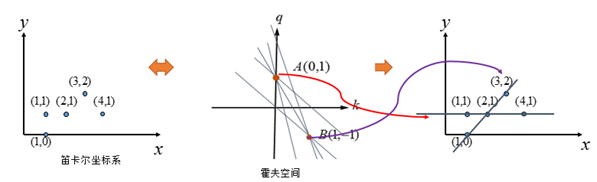 y
(3,2)
(1,1) (2,1) (4,1)
(1,0)
x
笛卡尔坐标系
q
A(0,1)
k
B(1,−1)
霍夫空间
y
(3,2)
(1,1) (2,1) (4,1)
(1,0)
x